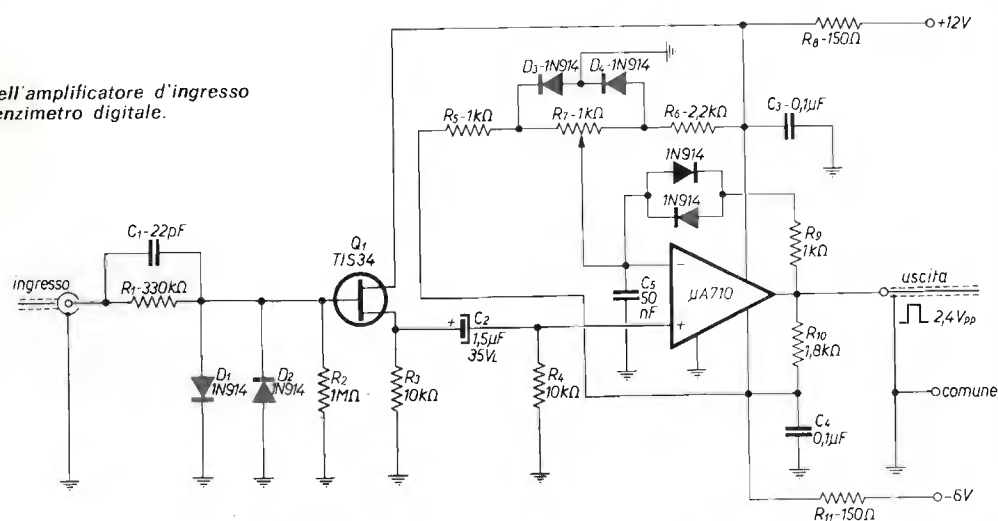 ell'amplificatore d'ingresso
enzimetro digitale.
R8-150Ω
+12V
D3-1N914
D4-1N914
R5-1kΩ
R7-1kΩ
R6-2,2kΩ
C3-0,1µF
1N914
1N914
C1-22pF
Q1
TIS34
R9
1kΩ
ingresso
R1-330kΩ
uscita
C5
50
nF
−
µA710
+
+
C2
1,5µF
35VL
2,4Vpp
R10
1,8kΩ
D1
1N914
D2
1N914
R2
1MΩ
R3
10kΩ
R4
10kΩ
comune
C4
0,1µF
-6V
R11-150Ω